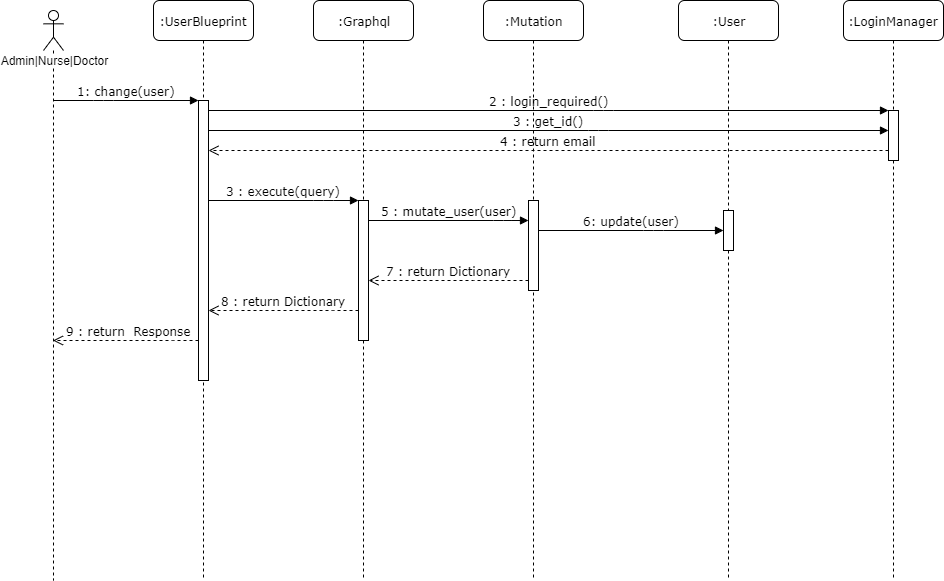 :UserBlueprint
:Graphql
:Mutation
:User
:LoginManager
Admin|Nurse|Doctor
1: change(user)
2 : login_required()
3 : get_id()
4 : return email
3 : execute(query)
5 : mutate_user(user)
6: update(user)
7 : return Dictionary
8 : return Dictionary
9 : return  Response